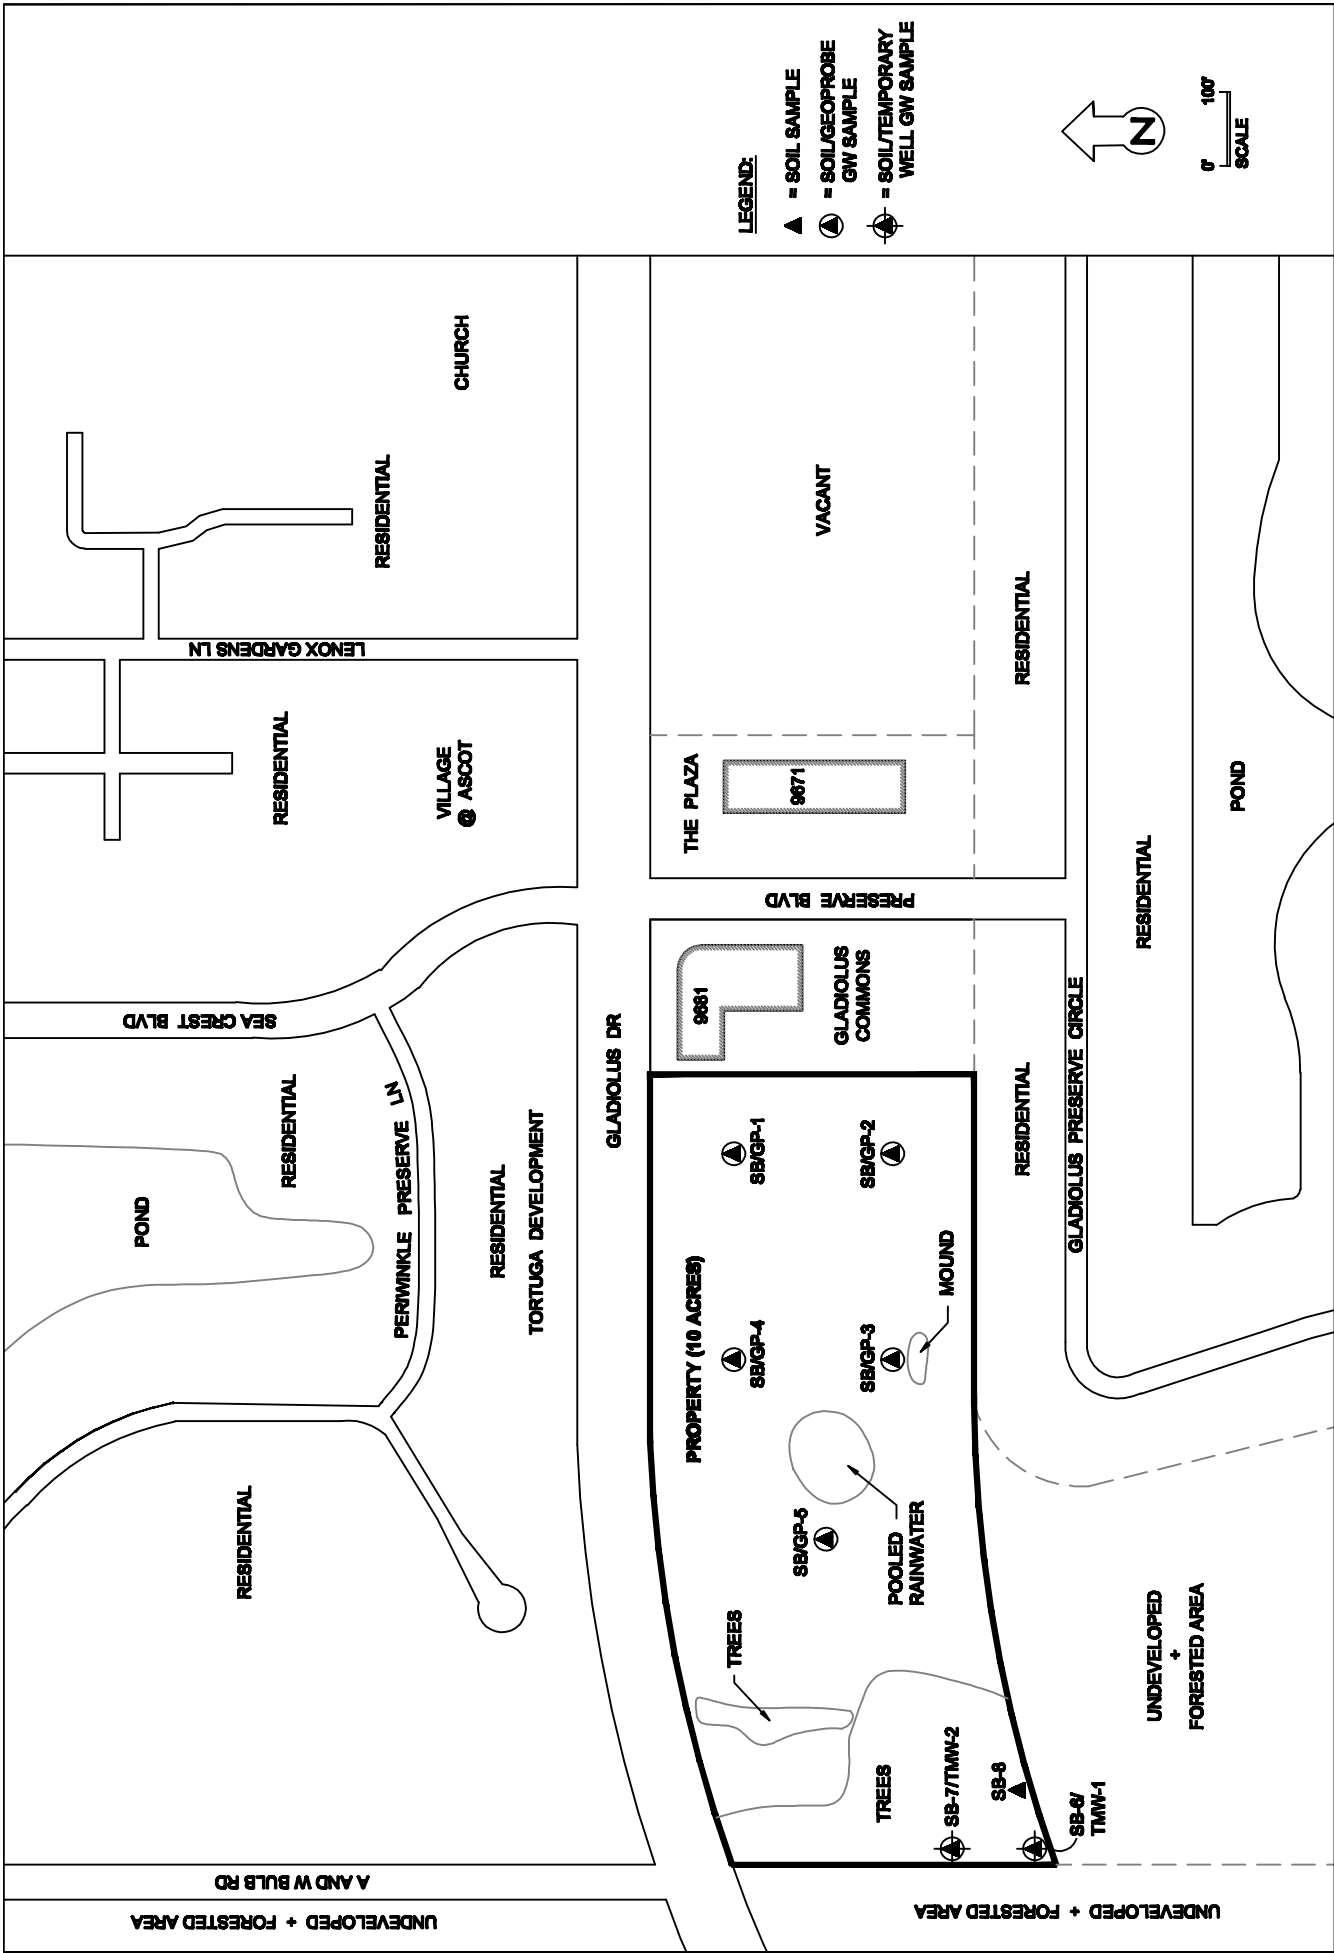 UNDEVELOPED + FORESTED AREA
A AND W BULB RD
RESIDENTIAL
POND
RESIDENTIAL
PERIWINKLE PRESERVE LN
SEA CREST BLVD
RESIDENTIAL
TORTUGA DEVELOPMENT
RESIDENTIAL
VILLAGE
@ ASCOT
LENOX GARDENS LN
RESIDENTIAL
CHURCH
GLADIOLUS DR
PROPERTY (10 ACRES)
TREES
TREES
SB/GP-5
SB/GP-4
SB/GP-1
SB/GP-3
SB/GP-2
POOLED
RAINWATER
MOUND
SB-7/TMW-2
SB-8
SB-6/
TMW-1
9681
GLADIOLUS
COMMONS
PRESERVE BLVD
THE PLAZA
9671
VACANT
UNDEVELOPED + FORESTED AREA
UNDEVELOPED
+
FORESTED AREA
RESIDENTIAL
GLADIOLUS PRESERVE CIRCLE
RESIDENTIAL
RESIDENTIAL
POND
LEGEND:
= SOIL SAMPLE
= SOIL/GEOPROBE
GW SAMPLE
= SOIL/TEMPORARY
WELL GW SAMPLE
N
0' 100'
SCALE